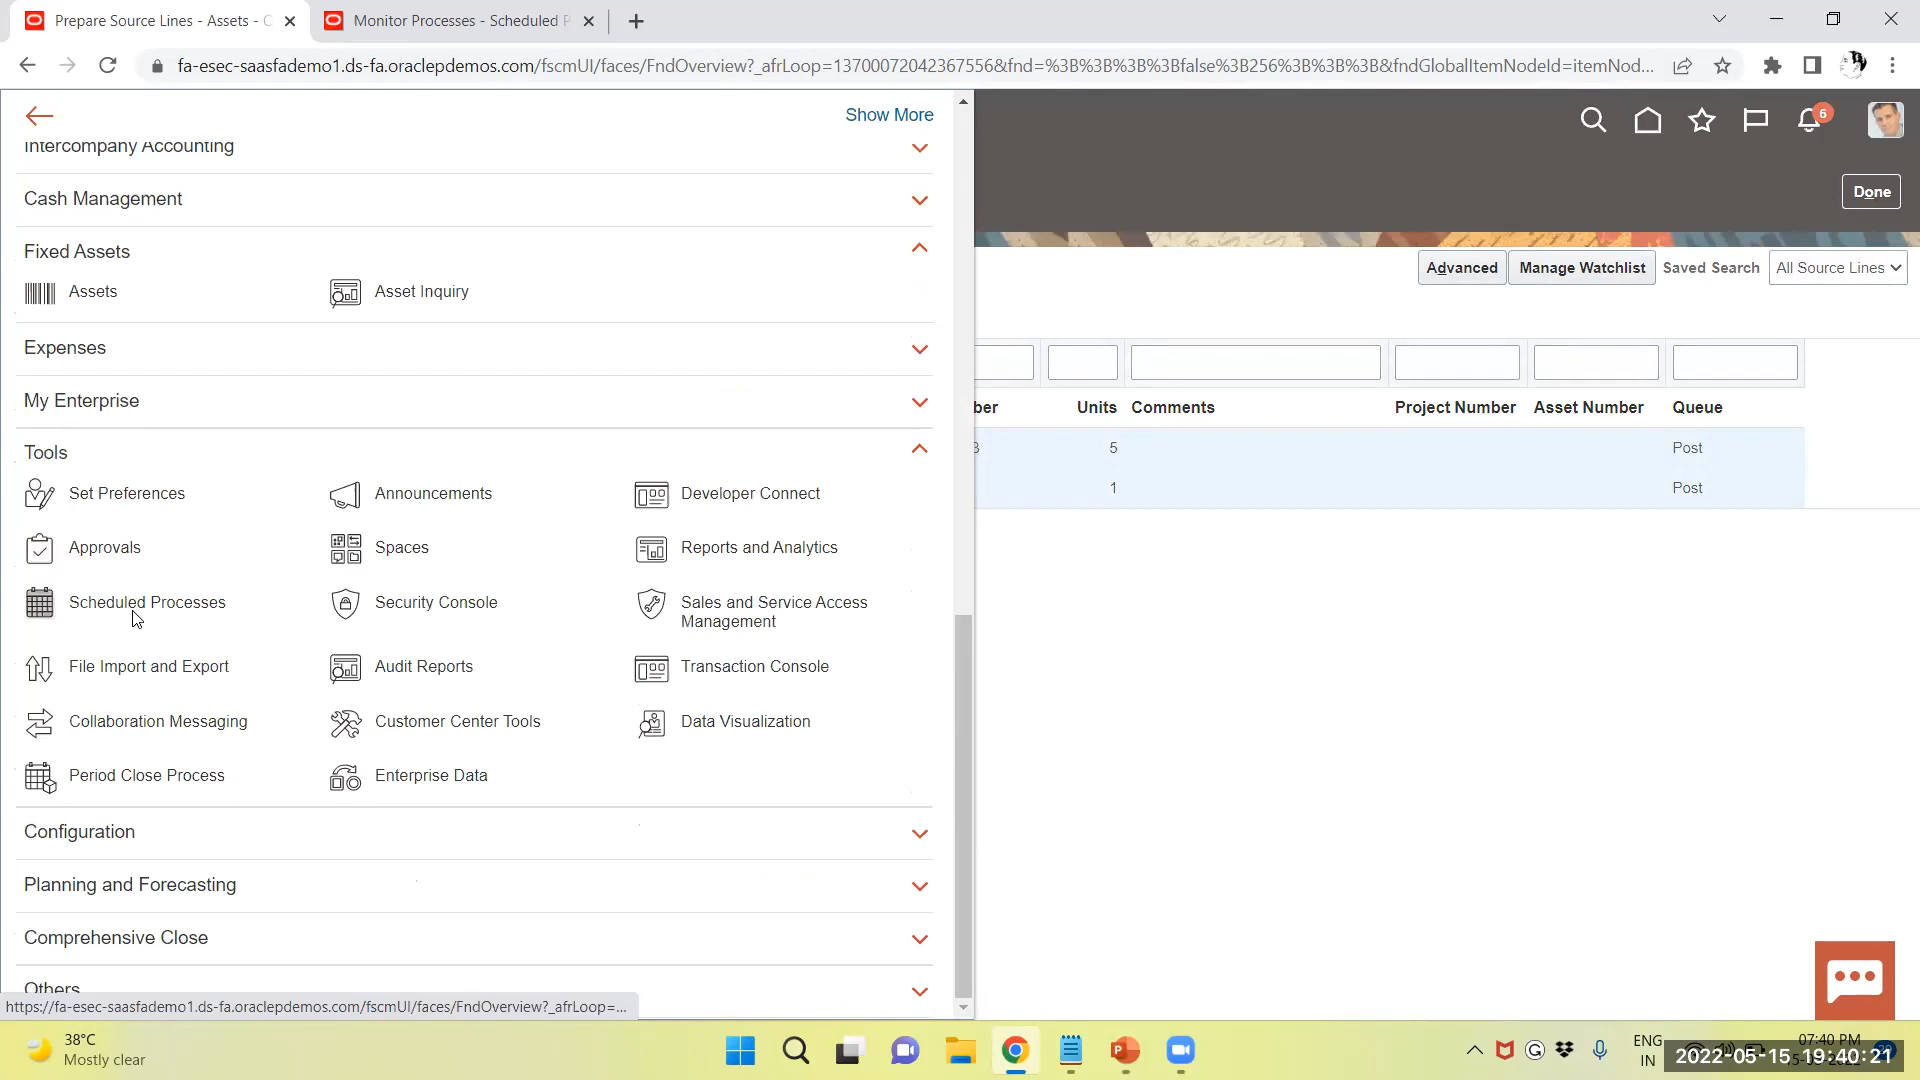 Prepare Source Lines - Assets - C
Monitor Processes - Scheduled P
fa-esec-saasfademo1.ds-fa.oraclepdemos.com/fscmUI/faces/FndOverview?_afrLoop=13700072042367556&fnd=%3B%3B%3B%3Bfalse%3B256%3B%3B%3B&fndGlobalItemNodeId=itemNod...
Show More
6
Intercompany Accounting
Cash Management
Done
Fixed Assets
Advanced Manage Watchlist Saved Search All Source Lines
Assets Asset Inquiry
Expenses
My Enterprise
ber Units Comments Project Number Asset Number Queue
Tools
5 Post
Set Preferences Announcements Developer Connect
1 Post
Approvals Spaces Reports and Analytics
Scheduled Processes Security Console Sales and Service Access
Management
File Import and Export Audit Reports Transaction Console
Collaboration Messaging Customer Center Tools Data Visualization
Period Close Process Enterprise Data
Configuration
Planning and Forecasting
Comprehensive Close
Others
https://fa-esec-saasfademo1.ds-fa.oraclepdemos.com/fscmUI/faces/FndOverview?_afrLoop=...
38°C
Mostly clear
ENG
IN
07:40 PM
2022-05-15 19:40:21